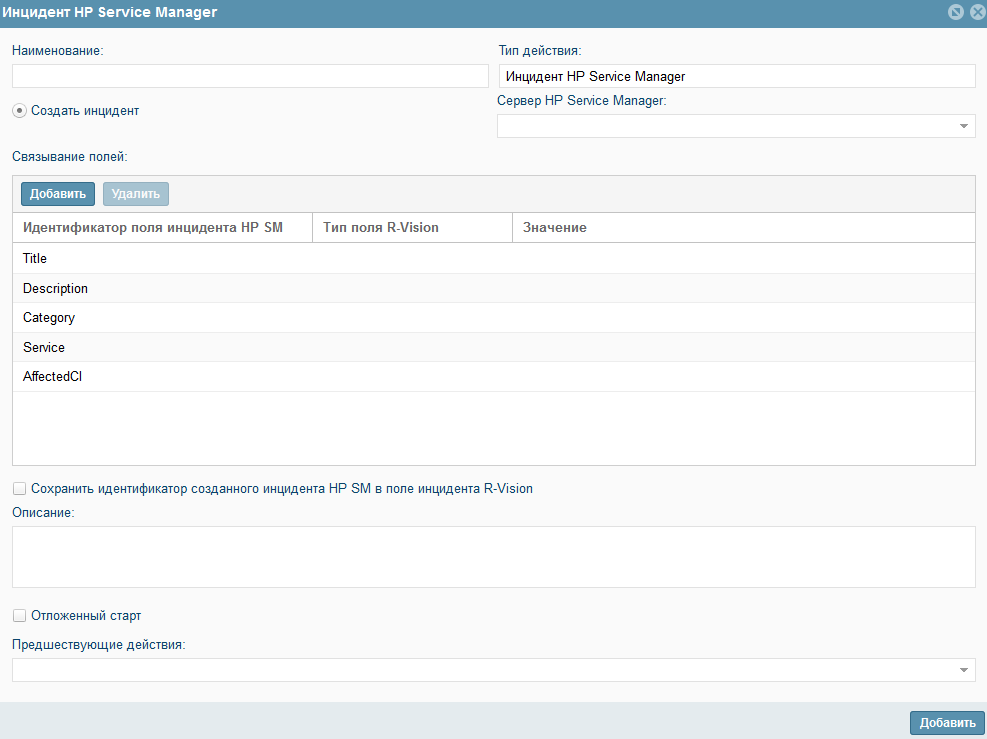 Инцидент HP Service Manager
Наименование: Тип действия:
Инцидент HP Service Manager
Создать инцидент Сервер HP Service Manager:
Связывание полей:
Добавить Удалить
Идентификатор поля инцидента HP SM Тип поля R-Vision Значение
Title
Description
Category
Service
AffectedCI
Сохранить идентификатор созданного инцидента HP SM в поле инцидента R-Vision
Описание:
Отложенный старт
Предшествующие действия:
Добавить